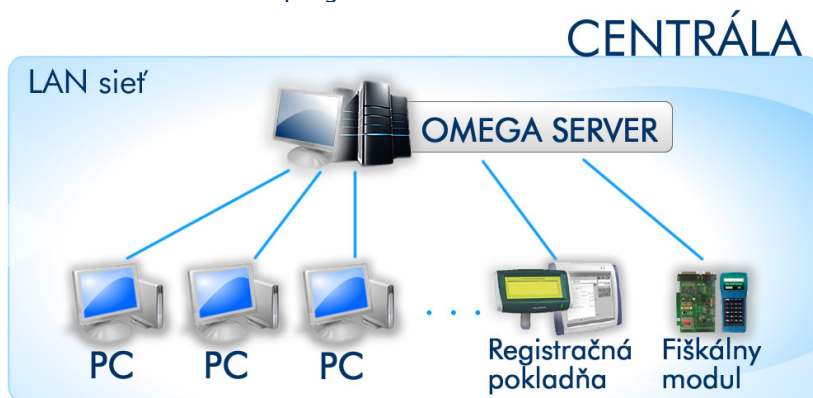 CENTRÁLA
LAN sieť
OMEGA SERVER
PC
PC
PC
. . .
Registračná
pokladňa
Fiškálny
modul